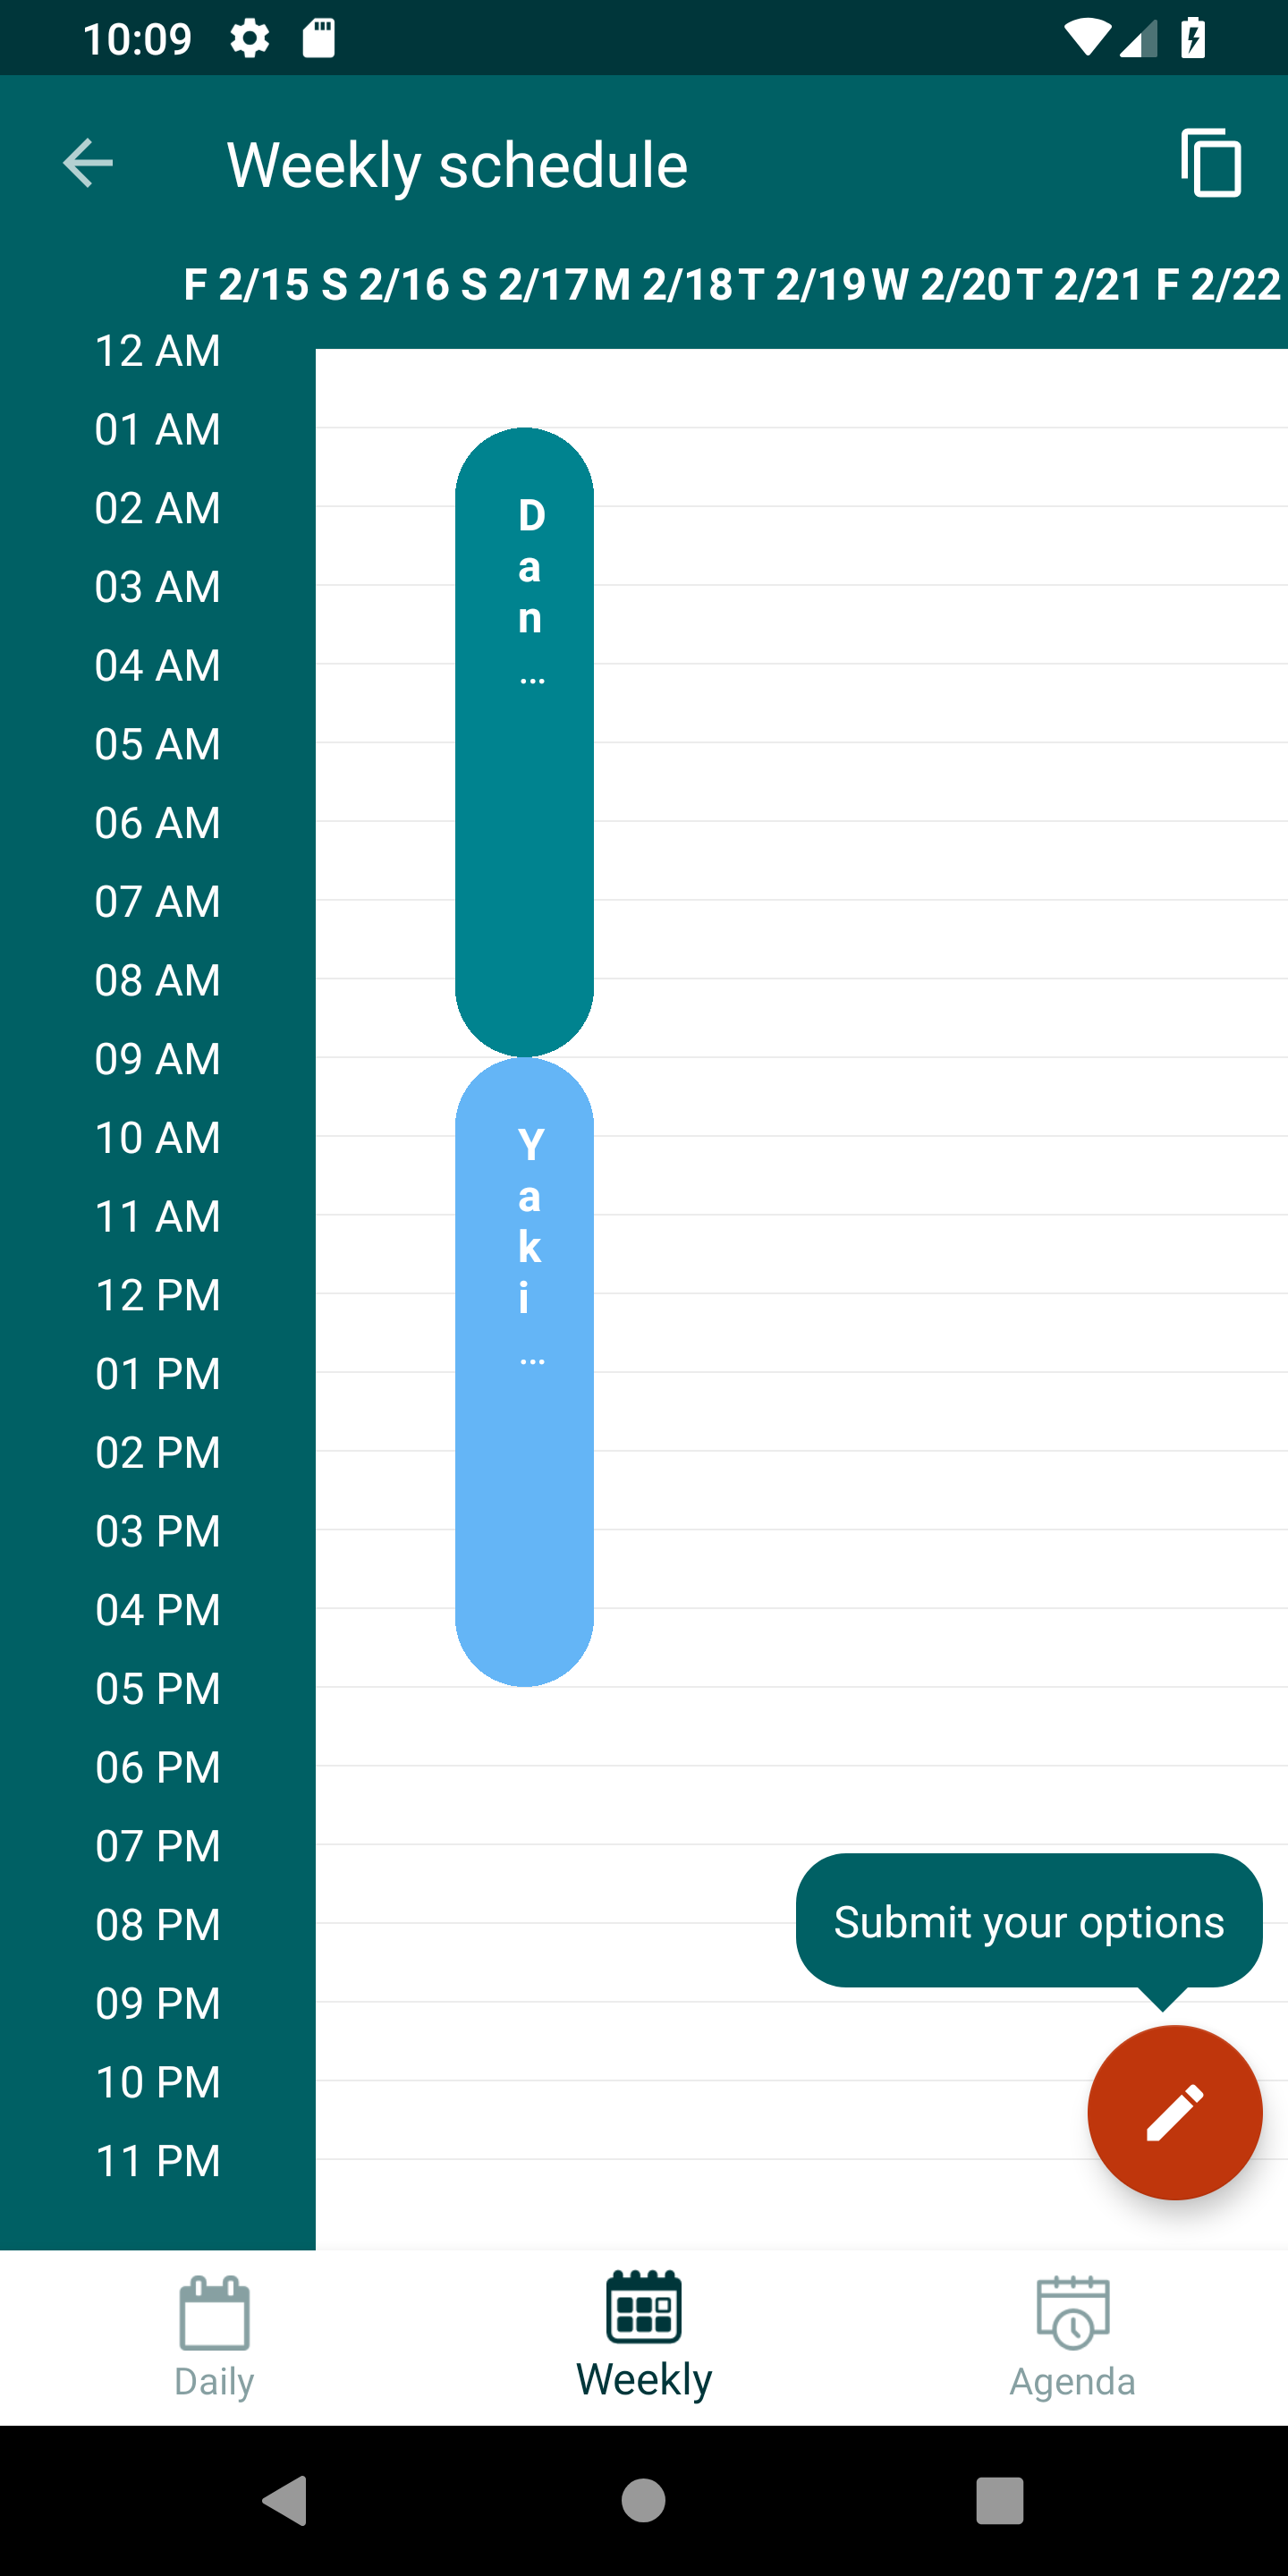 10:09
Weekly schedule
F 2/15 S 2/16 S 2/17 M 2/18 T 2/19 W 2/20 T 2/21 F 2/22
12 AM
01 AM
02 AM
03 AM
04 AM
05 AM
06 AM
07 AM
08 AM
09 AM
10 AM
11 AM
12 PM
01 PM
02 PM
03 PM
04 PM
05 PM
06 PM
07 PM
08 PM
09 PM
10 PM
11 PM
D
a
n
...
Y
a
k
i
...
Submit your options
Daily
Weekly
Agenda